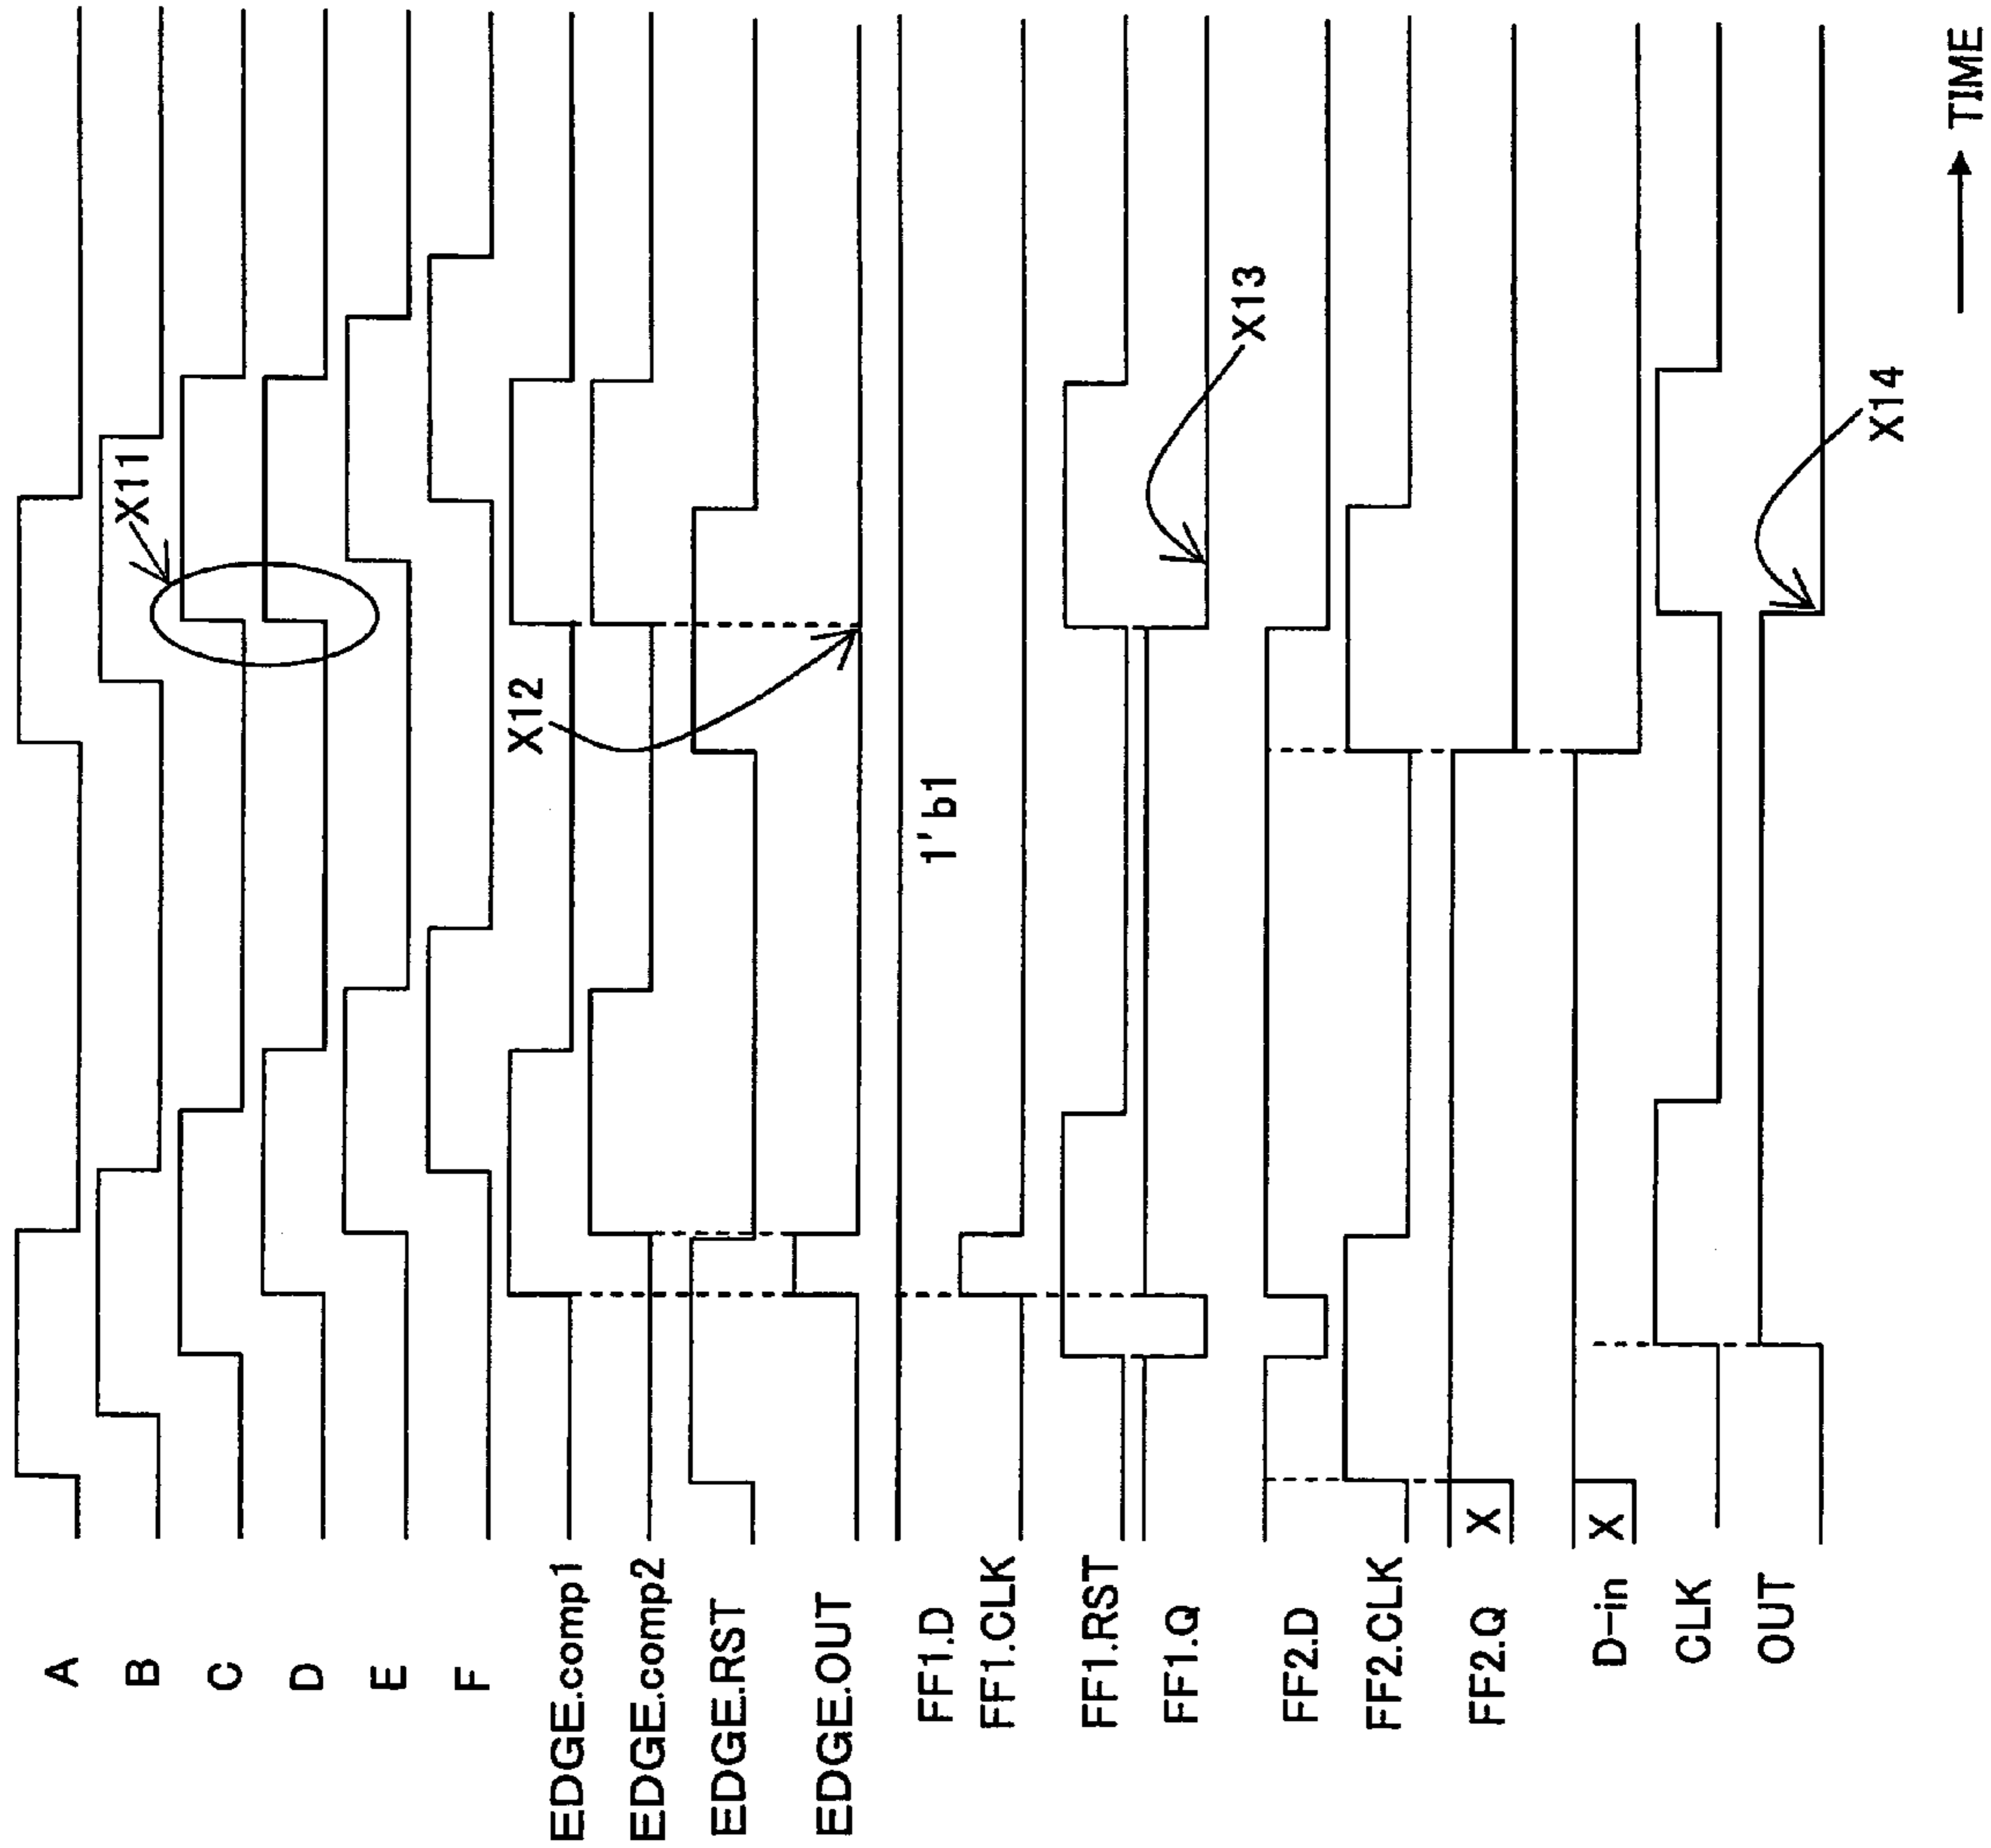 A
B
X11
C
D
E
F
EDGE.comp1
X12
EDGE.comp2
EDGE.RST
EDGE.OUT
FF1.D
1'b1
FF1.CLK
FF1.RST
FF1.Q
X13
FF2.D
FF2.CLK
FF2.Q
X
D-in
X
CLK
OUT
X14
TIME